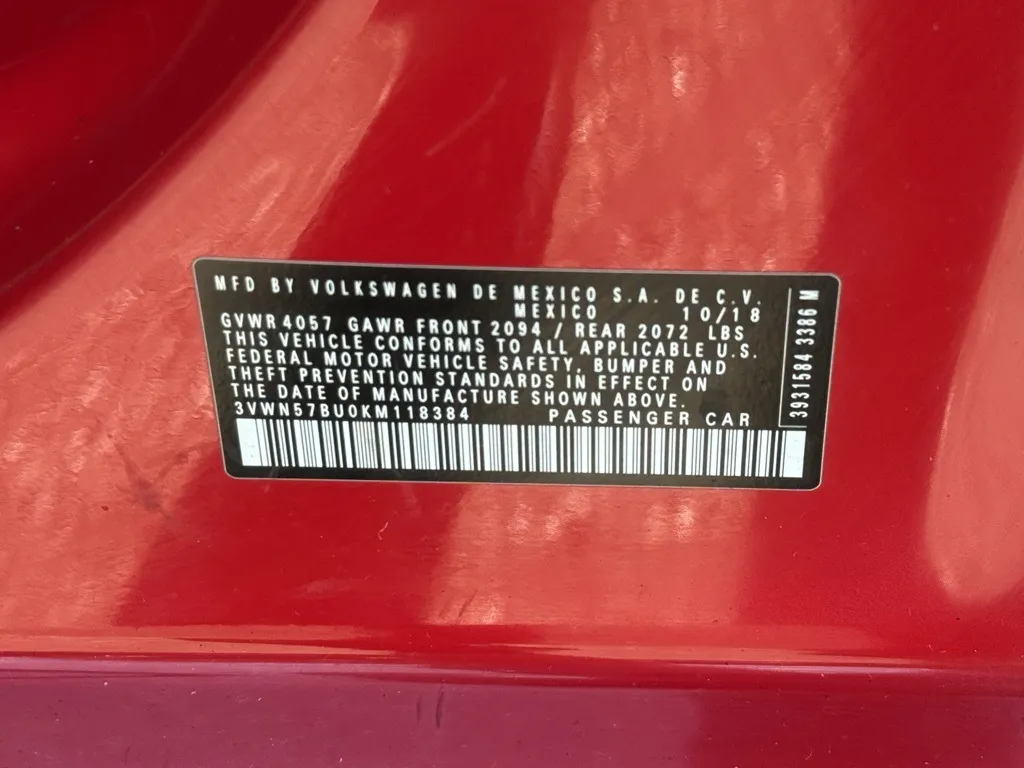 MFD BY VOLKSWAGEN DE MEXICO S.A. DE C.V.
MEXICO 10/18
GVWR 4057 GAWR FRONT 2094 / REAR 2072 LBS
THIS VEHICLE CONFORMS TO ALL APPLICABLE U.S.
FEDERAL MOTOR VEHICLE SAFETY, BUMPER AND
THEFT PREVENTION STANDARDS IN EFFECT ON
THE DATE OF MANUFACTURE SHOWN ABOVE.
3VWN57BU0KM118384 PASSENGER CAR
3931584 3386 M